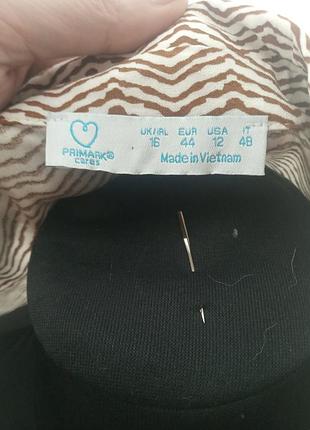 UK/IRL EUR USA IT
16 44 12 48
PRIMARK®
cares
Made in Vietnam